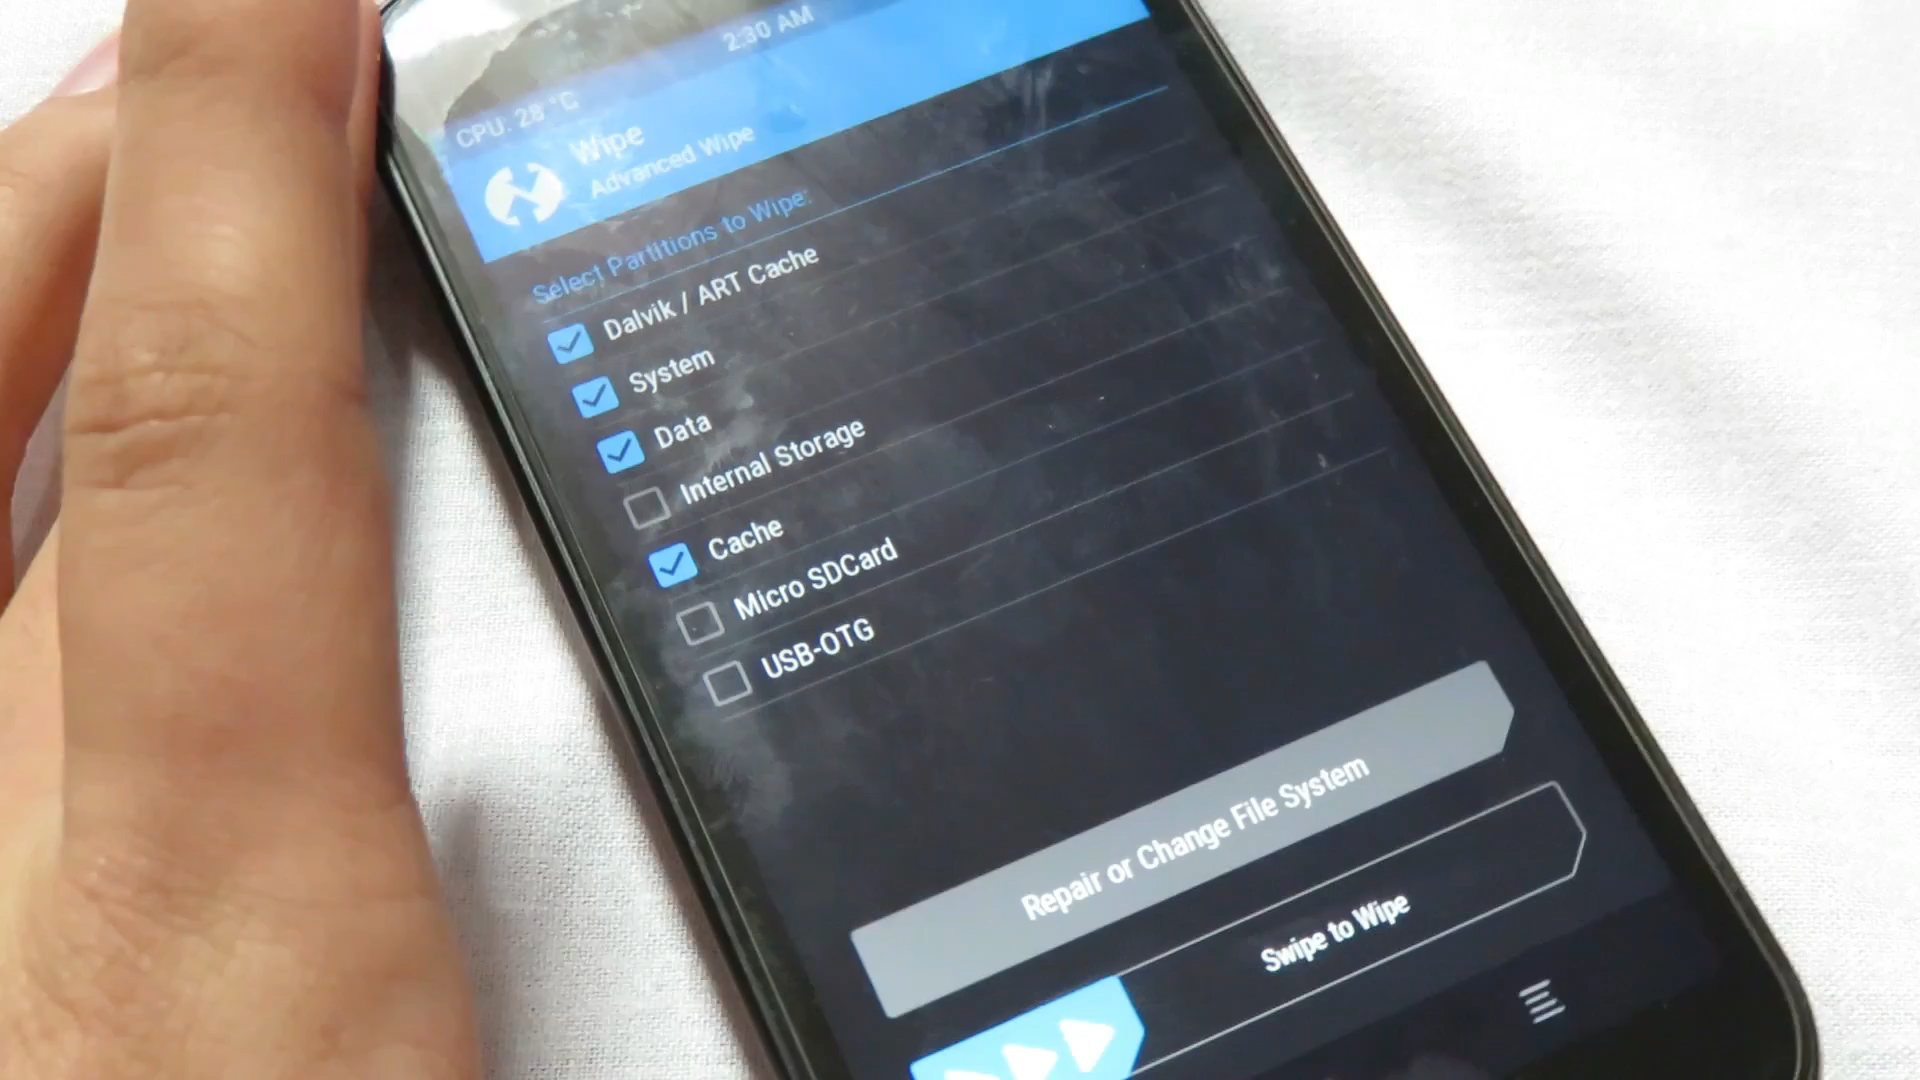 2:30 AM
CPU: 28 °C
Wipe
Advanced Wipe
Select Partitions to Wipe:
Dalvik / ART Cache
System
Data
Internal Storage
Cache
Micro SDCard
USB-OTG
Repair or Change File System
Swipe to Wipe